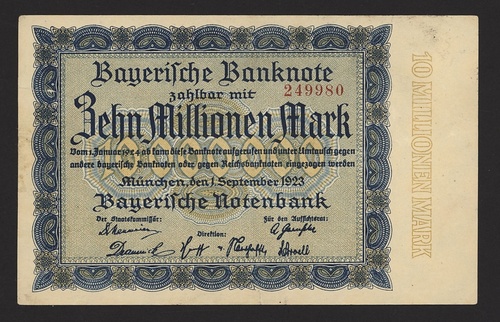 Bayerische Banknote
zahlbar mit
249980
Zehn Millionen Mark
Vom 1. Januar 1924 ab kann diese Banknote aufgerufen und unter Umtausch gegen
andere bayerische Banknoten oder gegen Reichsbanknoten eingezogen werden
München, den 1. September 1923
Bayerische Notenbank
Der Staatskommissär:
Für den Aufsichtsrat:
Direktion:
10 MILLIONEN MARK